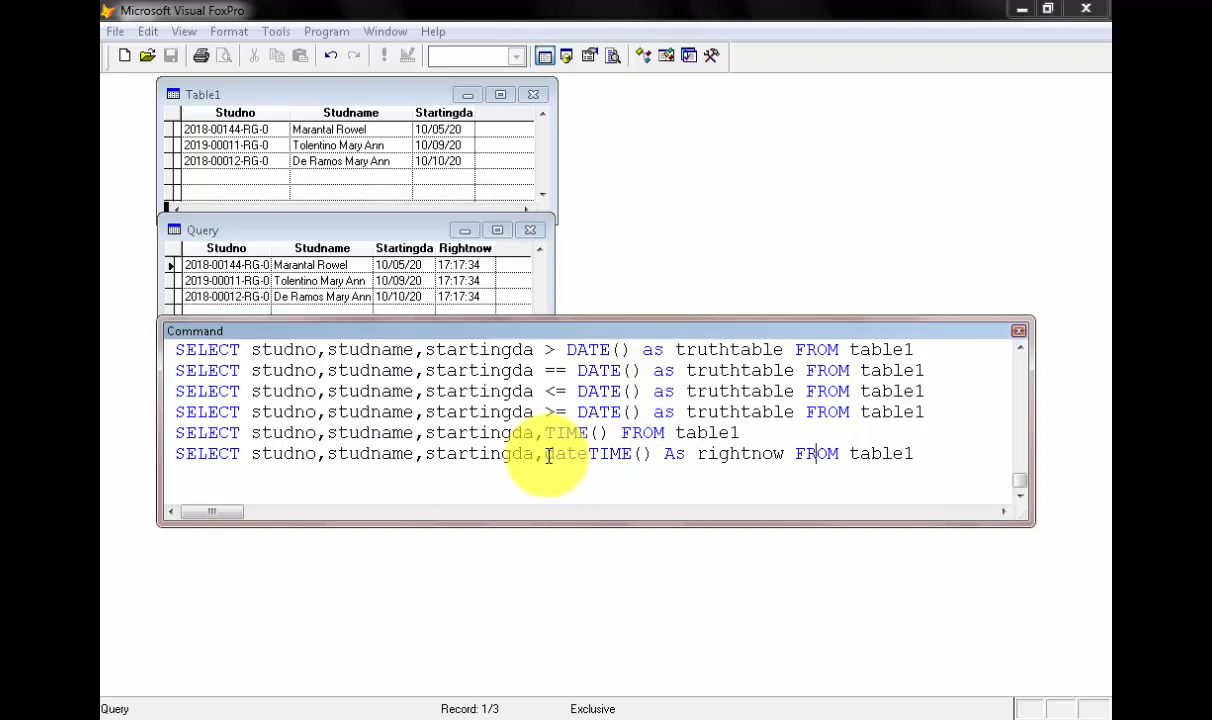 Microsoft Visual FoxPro
File Edit View Format Tools Program Window Help
Table1
Studno Studname Startingda
2018-00144-RG-0 Marantal Rowel 10/05/20
2019-00011-RG-0 Tolentino Mary Ann 10/09/20
2018-00012-RG-0 De Ramos Mary Ann 10/10/20
Query
Studno Studname Startingda Rightnow
2018-00144-RG-0 Marantal Rowel 10/05/20 17:17:34
2019-00011-RG-0 Tolentino Mary Ann 10/09/20 17:17:34
2018-00012-RG-0 De Ramos Mary Ann 10/10/20 17:17:34
Command
SELECT studno,studname,startingda > DATE() as truthtable FROM table1
SELECT studno,studname,startingda == DATE() as truthtable FROM table1
SELECT studno,studname,startingda <= DATE() as truthtable FROM table1
SELECT studno,studname,startingda >= DATE() as truthtable FROM table1
SELECT studno,studname,startingda,TIME() FROM table1
SELECT studno,studname,startingda,dateTIME() As rightnow FROM table1
Query Record: 1/3 Exclusive